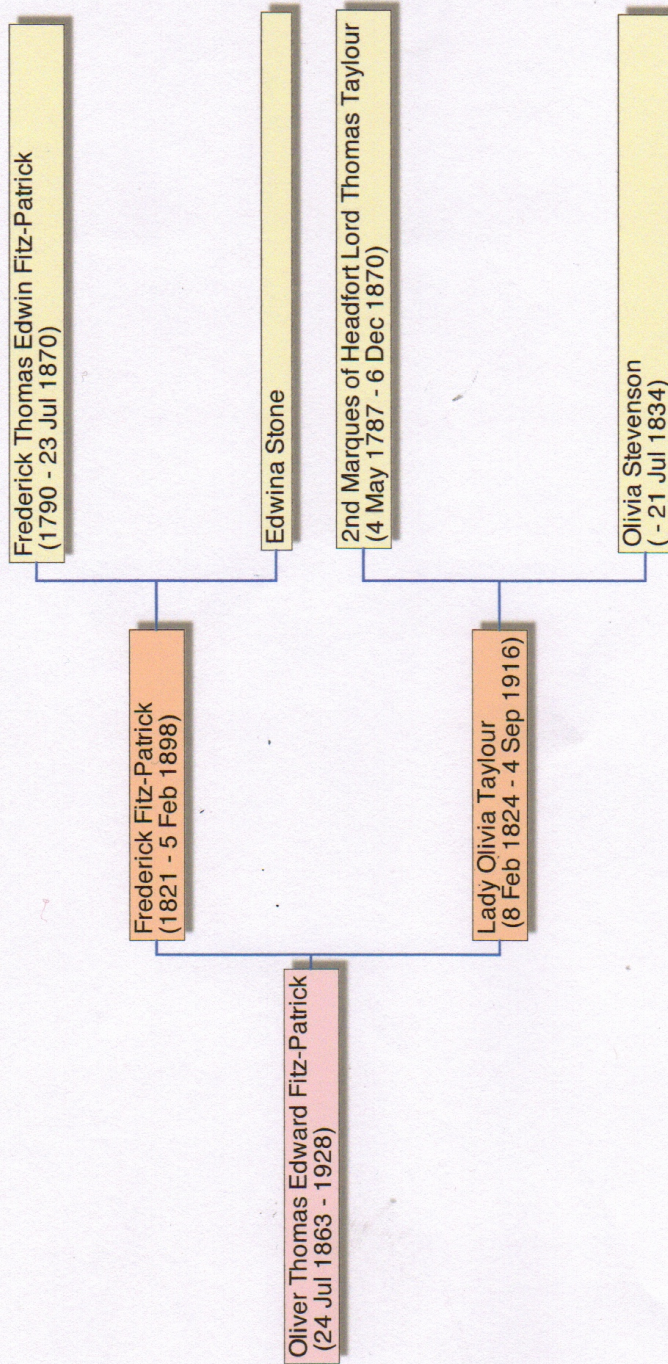 Frederick Thomas Edwin Fitz-Patrick
(1790 - 23 Jul 1870)
Edwina Stone
2nd Marques of Headfort Lord Thomas Taylour
(4 May 1787 - 6 Dec 1870)
Olivia Stevenson
( - 21 Jul 1834)
Frederick Fitz-Patrick
(1821 - 5 Feb 1898)
Lady Olivia Taylour
(8 Feb 1824 - 4 Sep 1916)
Oliver Thomas Edward Fitz-Patrick
(24 Jul 1863 - 1928)